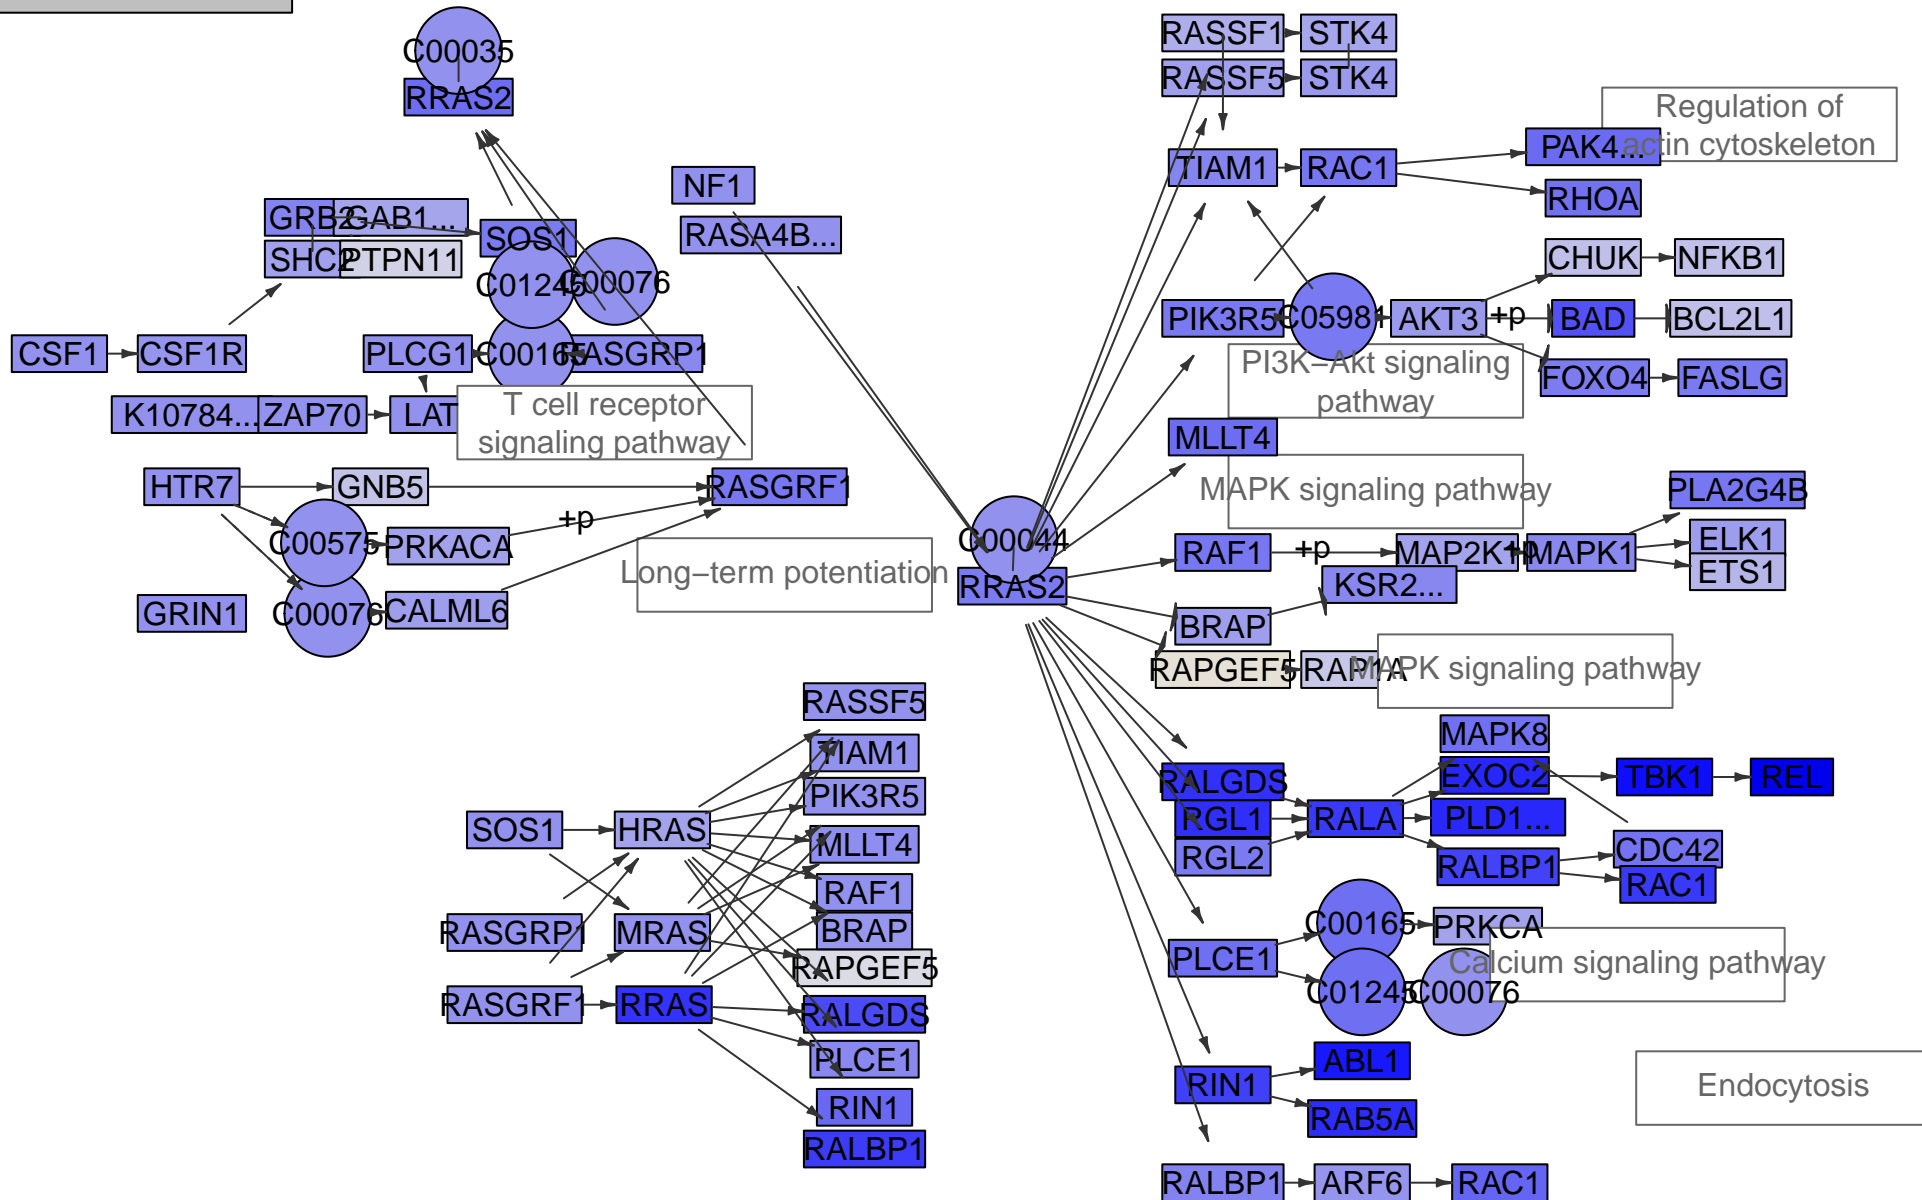 C00035
RRAS2
NF1
RASA4B...
GRB2
GAB1...
SHC2
PTPN11
SOS1
C01245
C00076
CSF1
CSF1R
PLCG1
C00165
RASGRP1
K10784...
ZAP70
LAT
T cell receptor
signaling pathway
HTR7
GNB5
RASGRF1
C00575
PRKACA
+p
GRIN1
C00076
CALML6
Long–term potentiation
C00044
RRAS2
RASSF1
STK4
RASSF5
STK4
Regulation of
actin cytoskeleton
PAK4...
TIAM1
RAC1
RHOA
CHUK
NFKB1
PIK3R5
C05981
AKT3
+p
BAD
BCL2L1
FOXO4
FASLG
PI3K–Akt signaling
pathway
MLLT4
MAPK signaling pathway
PLA2G4B
RAF1
+p
MAP2K1
+p
MAPK1
ELK1
ETS1
KSR2...
BRAP
RAPGEF5
RAP1A
MAPK signaling pathway
RASSF5
TIAM1
PIK3R5
SOS1
HRAS
MLLT4
RAF1
RASGRP1
MRAS
BRAP
RAPGEF5
RASGRF1
RRAS
RALGDS
PLCE1
RIN1
RALBP1
MAPK8
RALGDS
EXOC2
TBK1
REL
RGL1
RALA
PLD1...
RGL2
RALBP1
CDC42
RAC1
C00165
PRKCA
PLCE1
Calcium signaling pathway
C01245
C00076
RIN1
ABL1
RAB5A
Endocytosis
RALBP1
ARF6
RAC1